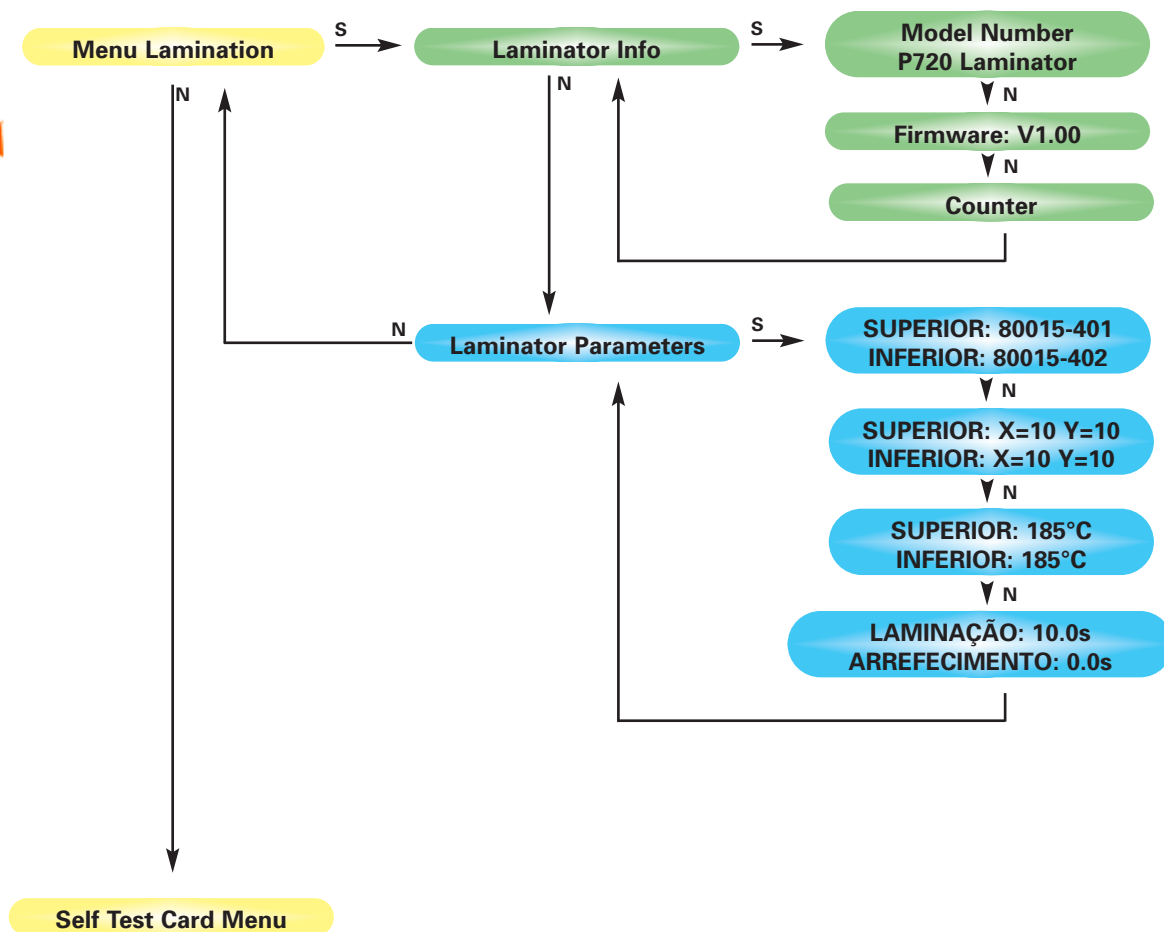 Menu Lamination
S
Laminator Info
S
Model Number
P720 Laminator
N
N
N
Firmware: V1.00
N
Counter
N
Laminator Parameters
S
SUPERIOR: 80015-401
INFERIOR: 80015-402
N
SUPERIOR: X=10 Y=10
INFERIOR: X=10 Y=10
N
SUPERIOR: 185°C
INFERIOR: 185°C
N
LAMINAÇÃO: 10.0s
ARREFECIMENTO: 0.0s
Self Test Card Menu